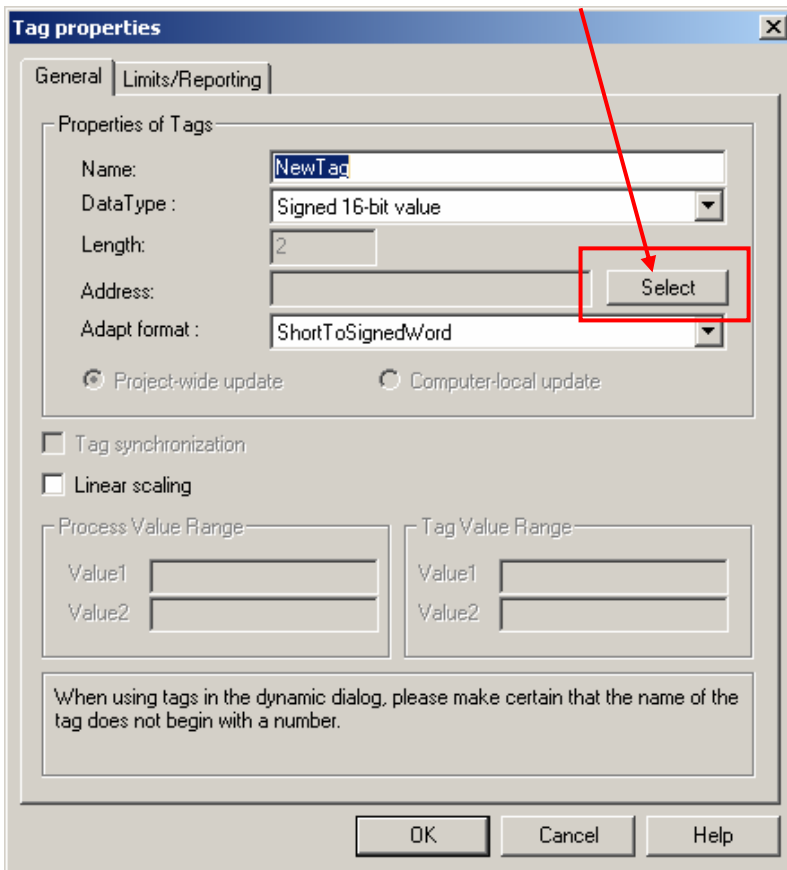 Tag properties
General
Limits/Reporting
Properties of Tags
Name:
NewTag
DataType :
Signed 16-bit value
Length:
2
Address:
Select
Adapt format :
ShortToSignedWord
Project-wide update
Computer-local update
Tag synchronization
Linear scaling
Process Value Range
Tag Value Range
Value1
Value1
Value2
Value2
When using tags in the dynamic dialog, please make certain that the name of the
tag does not begin with a number.
OK
Cancel
Help